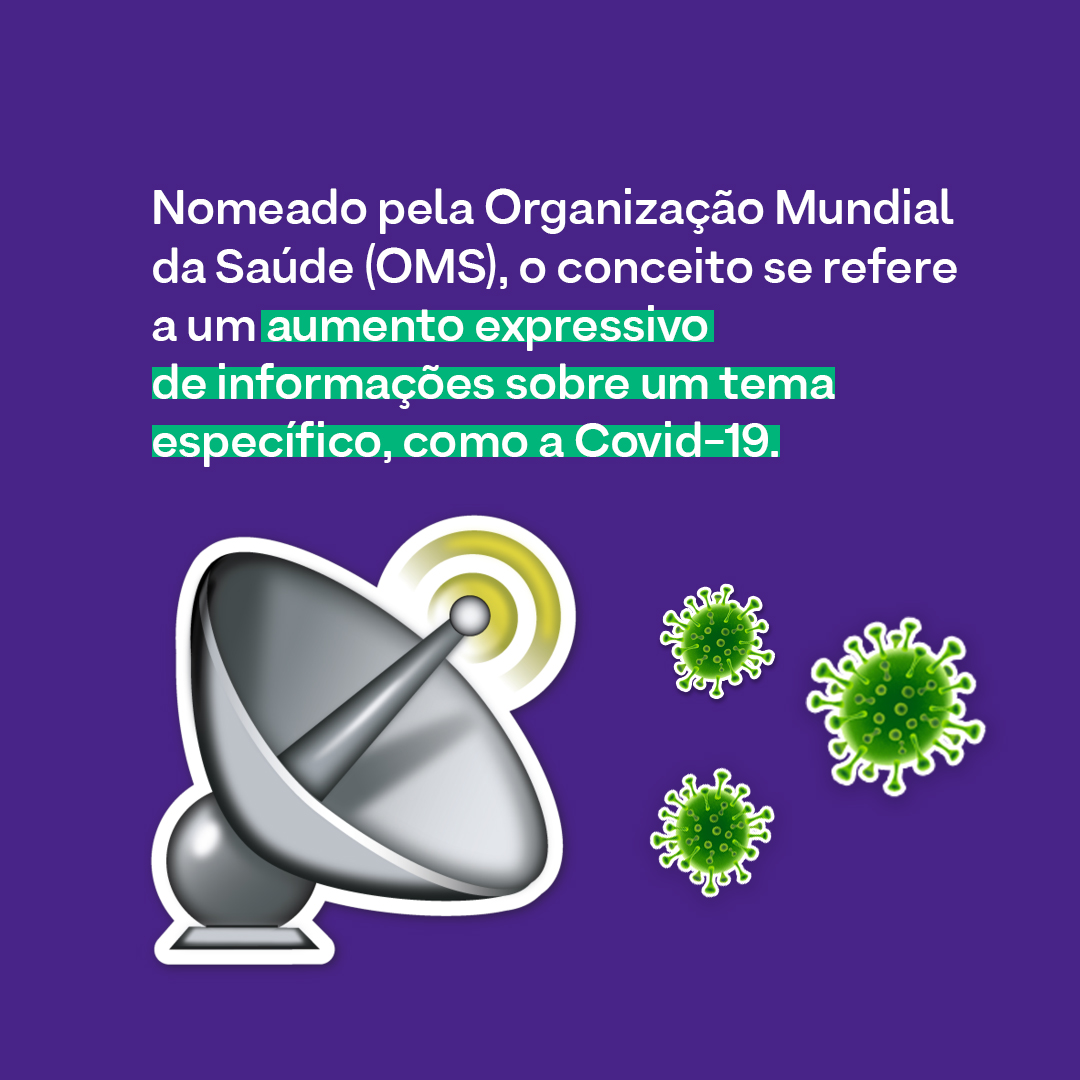 Nomeado pela Organização Mundial
da Saúde (OMS), o conceito se refere
a um aumento expressivo
de informações sobre um tema
específico, como a Covid-19.